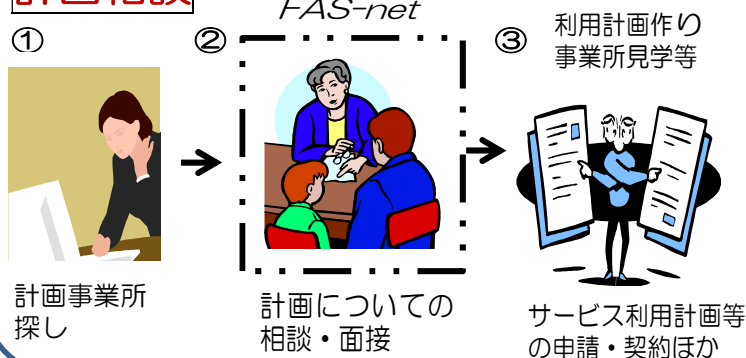 計画相談
① ② FAS-net ③ 利用計画作り
事業所見学等
計画事業所
探し
計画についての
相談・面接
サービス利用計画等
の申請・契約ほか